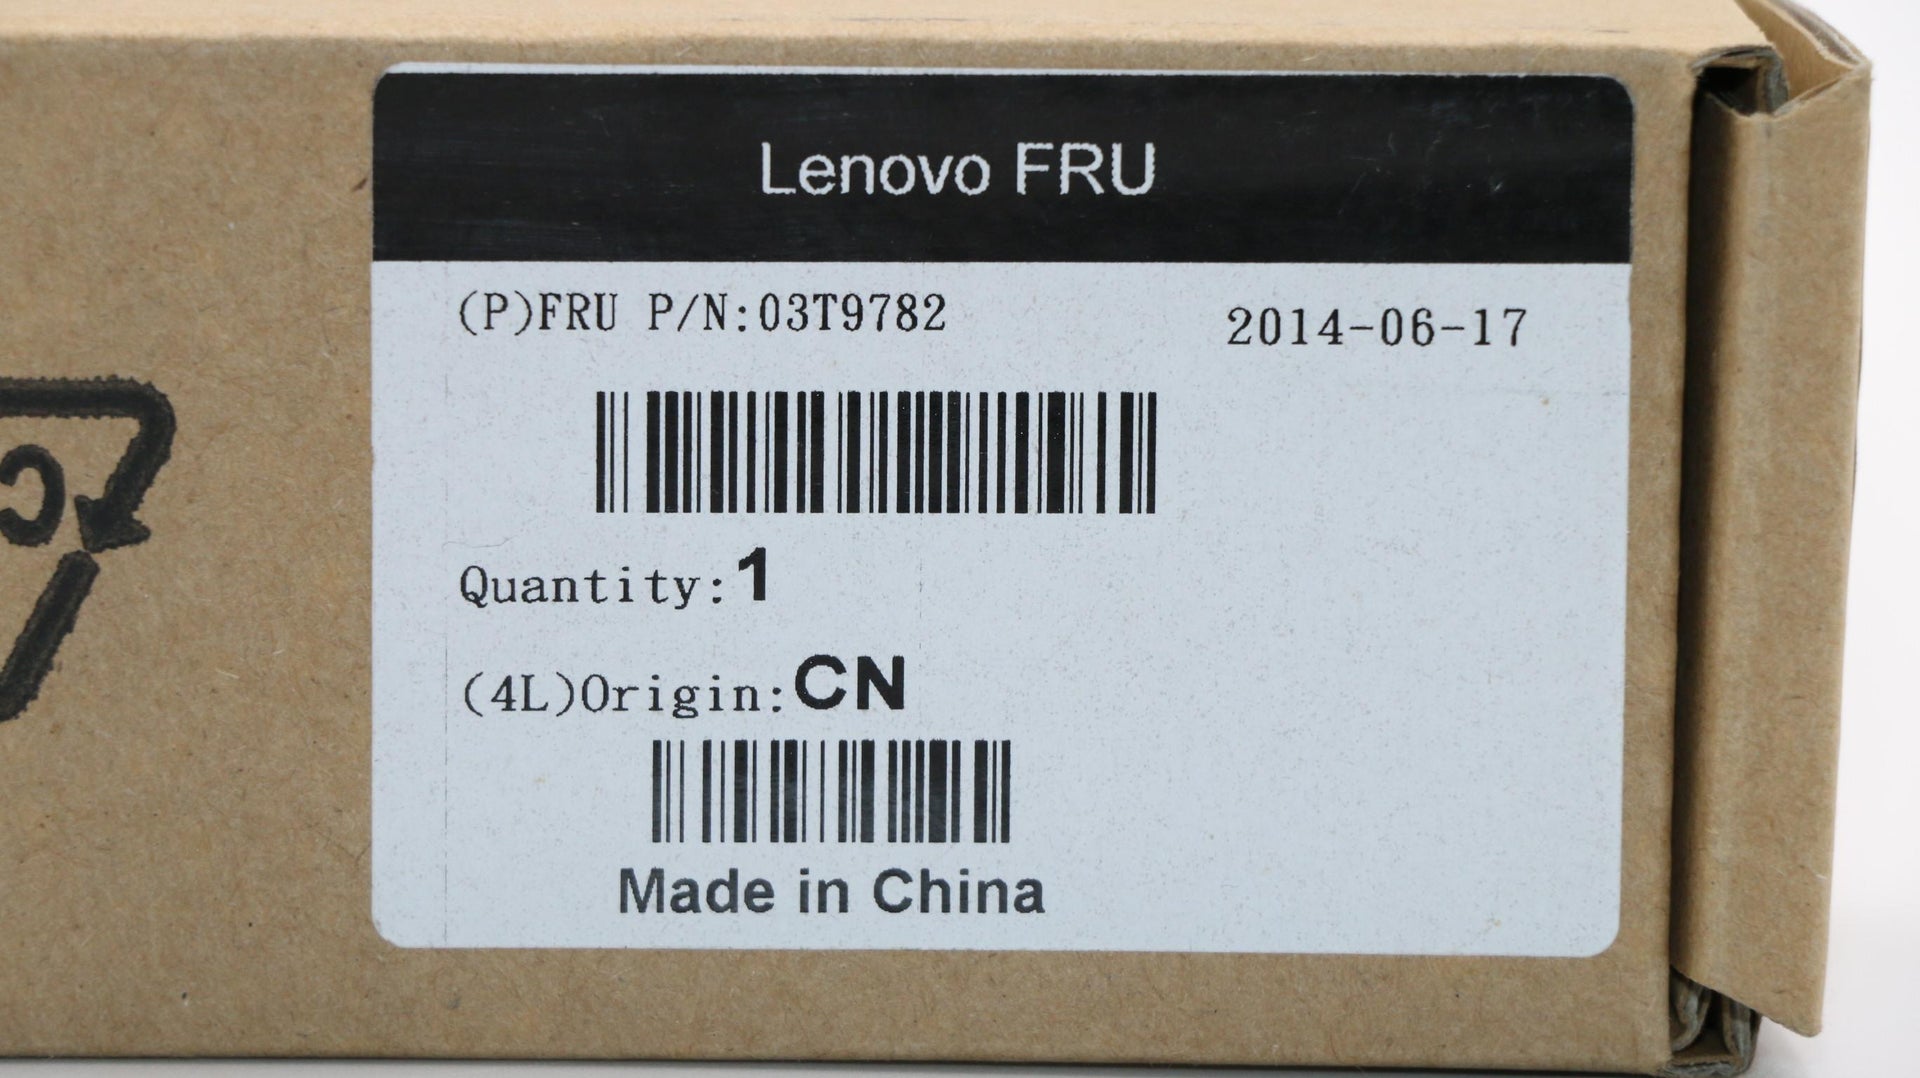 Lenovo FRU
(P)FRU P/N:03T9782
2014-06-17
Quantity:1
(4L)Origin:CN
Made in China